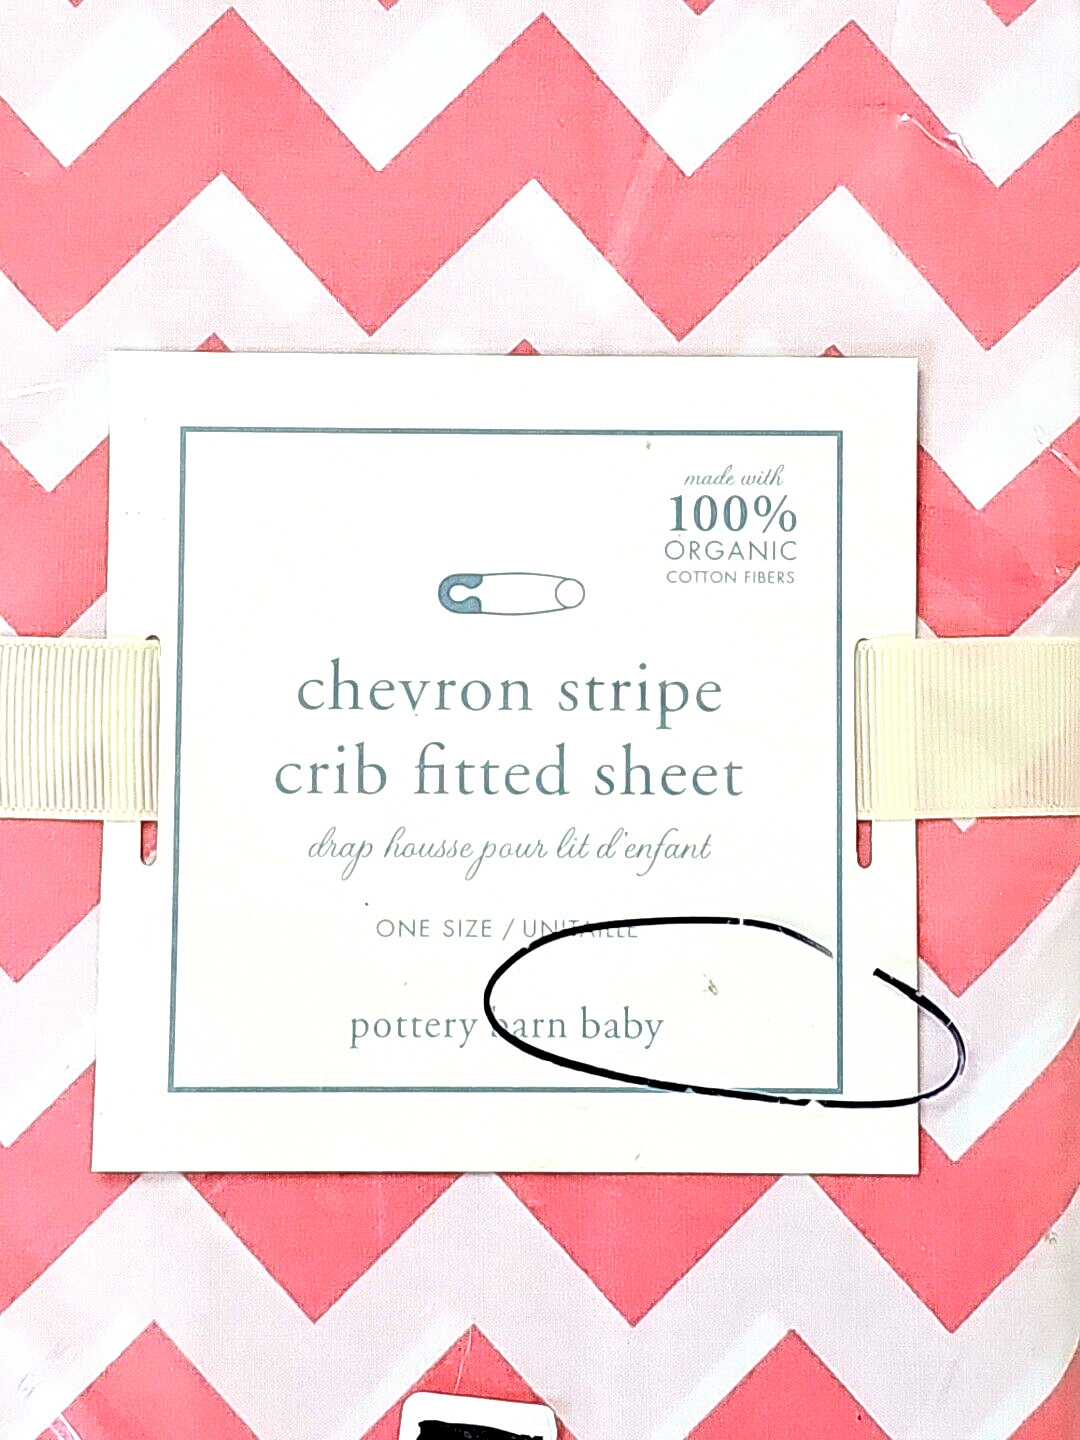 made with
100%
ORGANIC
COTTON FIBERS
chevron stripe
crib fitted sheet
drap housse pour lit d'enfant
ONE SIZE / UNITAILLE
pottery barn baby